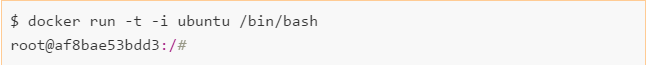 $ docker run -t -i ubuntu /bin/bash
root@af8bae53bdd3:/#